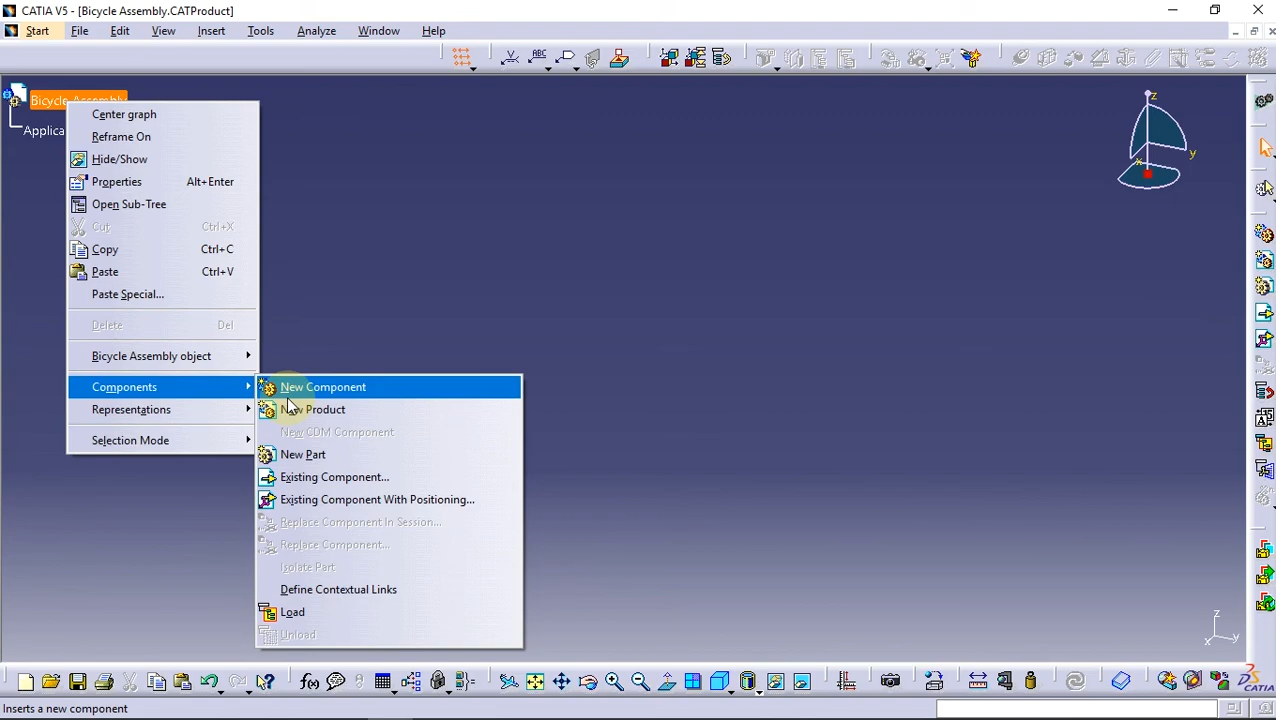 CATIA V5 - [Bicycle Assembly.CATProduct]
Start File Edit View Insert Tools Analyze Window Help
ABC
Bicycle Assembly
Applica
Center graph
Reframe On
Hide/Show
Properties Alt+Enter
Open Sub-Tree
Cut Ctrl+X
Copy Ctrl+C
Paste Ctrl+V
Paste Special...
Delete Del
Bicycle Assembly object
Components
Representations
Selection Mode
New Component
New Product
New CDM Component
New Part
Existing Component...
Existing Component With Positioning...
Replace Component In Session...
Replace Component...
Isolate Part
Define Contextual Links
Load
Unload
z
y
x
z
x y
f(x)
Inserts a new component